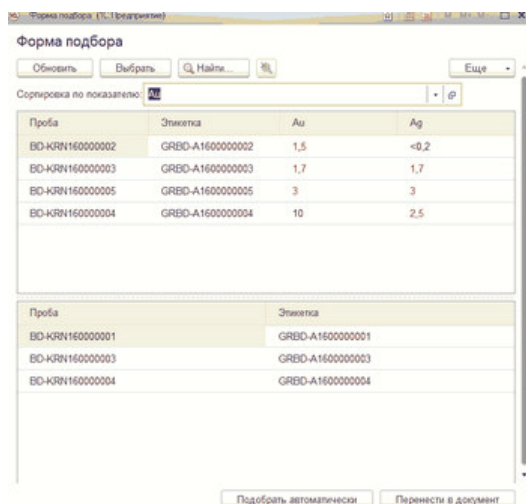 Форма подбора (1С:Предприятие)
M M+ M-
Форма подбора
Обновить Выбрать Найти... Еще
Сортировка по показателю: Au
Проба Этикетка Au Ag
BD-KRN160000002 GRBD-A1600000002 1,5 <0,2
BD-KRN160000003 GRBD-A1600000003 1,7 1,7
BD-KRN160000005 GRBD-A1600000005 3 3
BD-KRN160000004 GRBD-A1600000004 10 2,5
Проба Этикетка
BD-KRN160000001 GRBD-A1600000001
BD-KRN160000003 GRBD-A1600000003
BD-KRN160000004 GRBD-A1600000004
Подобрать автоматически Перенести в документ